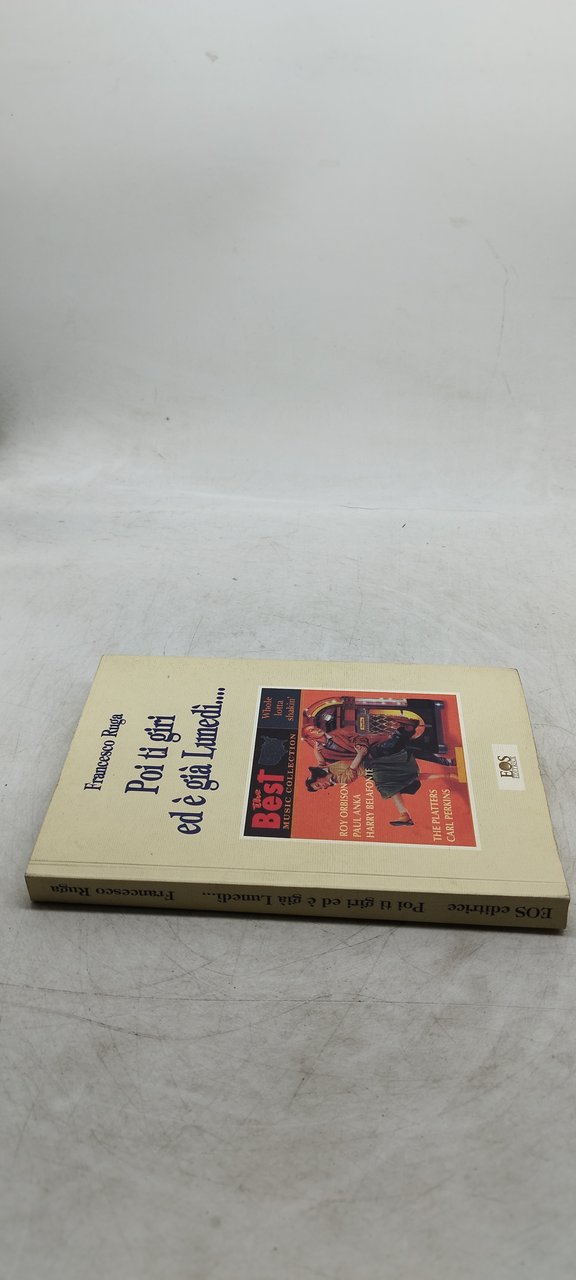 Francesco Ruga
Poi ti giri
ed è già Lunedì....
The
BEST
MUSIC COLLECTION
Whole
lotta
shakin'
ROY ORBISON
PAUL ANKA
HARRY BELAFONTE
THE PLATTERS
CARL PERKINS
EOS
EDITRICE
Francesco Ruga
Poi ti giri ed è già Lunedì...
EOS editrice